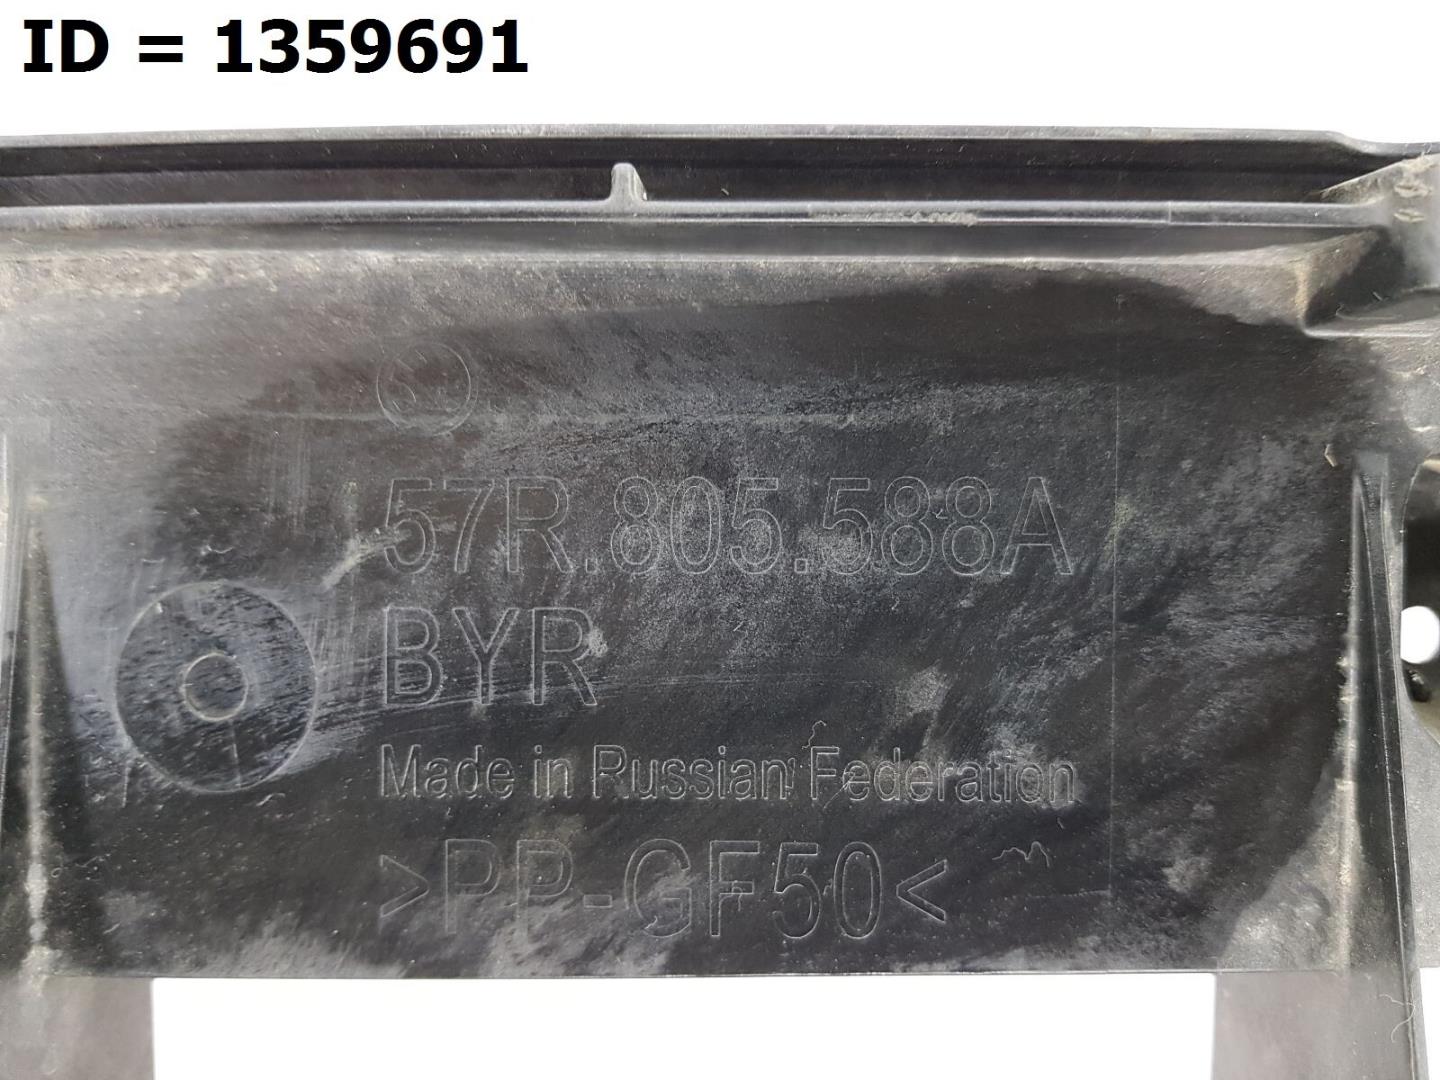 ID = 1359691
57R.805.588A
BYR
Made in Russian Federation
>PP-GF50<